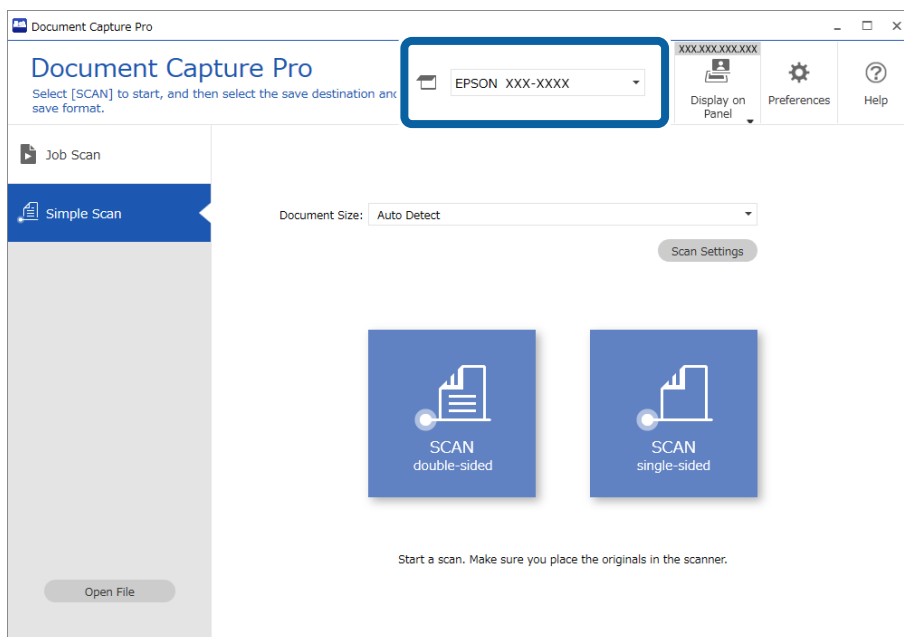 Document Capture Pro
Document Capture Pro
Select [SCAN] to start, and then select the save destination and
save format.
EPSON XXX-XXXX
XXX.XXX.XXX.XXX
Display on
Panel
Preferences
Help
Job Scan
Simple Scan
Document Size:
Auto Detect
Scan Settings
SCAN
double-sided
SCAN
single-sided
Start a scan. Make sure you place the originals in the scanner.
Open File